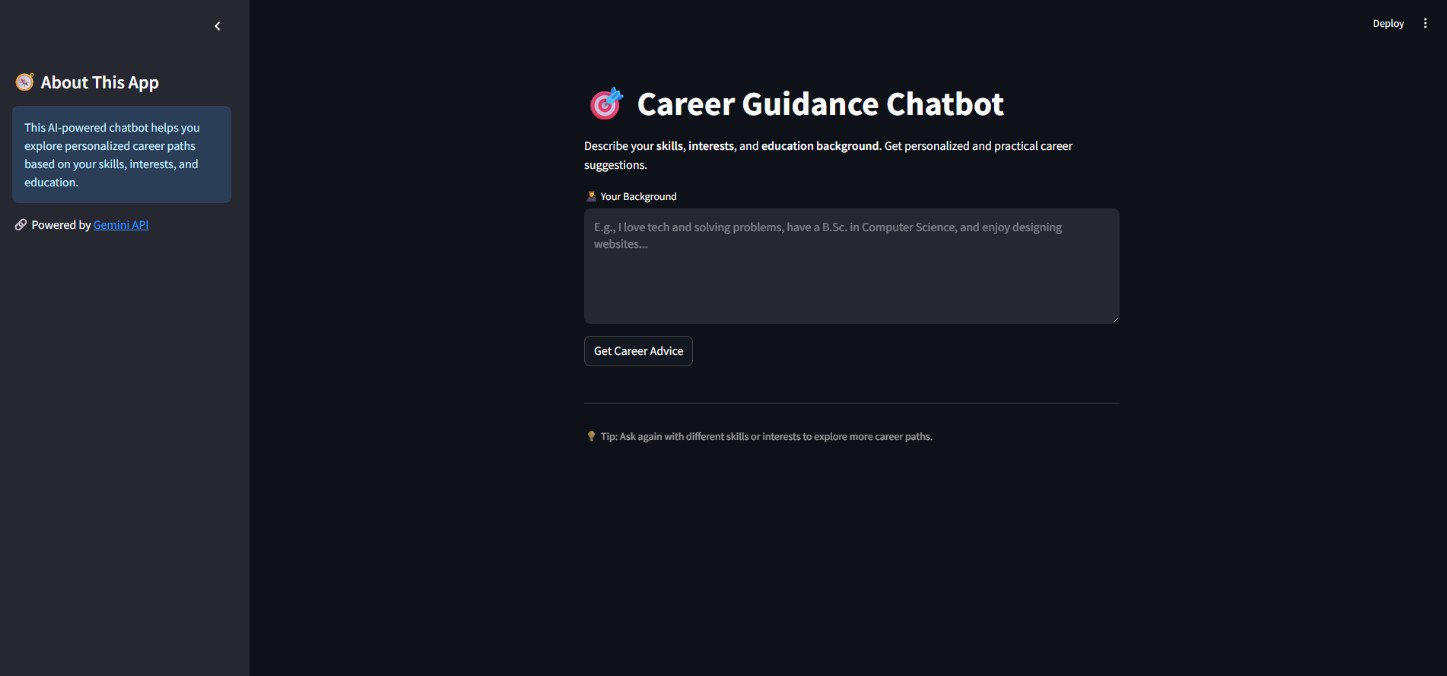 Deploy
About This App
This AI-powered chatbot helps you
explore personalized career paths
based on your skills, interests, and
education.
Powered by Gemini API
Career Guidance Chatbot
Describe your skills, interests, and education background. Get personalized and practical career
suggestions.
Your Background
E.g., I love tech and solving problems, have a B.Sc. in Computer Science, and enjoy designing
websites...
Get Career Advice
Tip: Ask again with different skills or interests to explore more career paths.